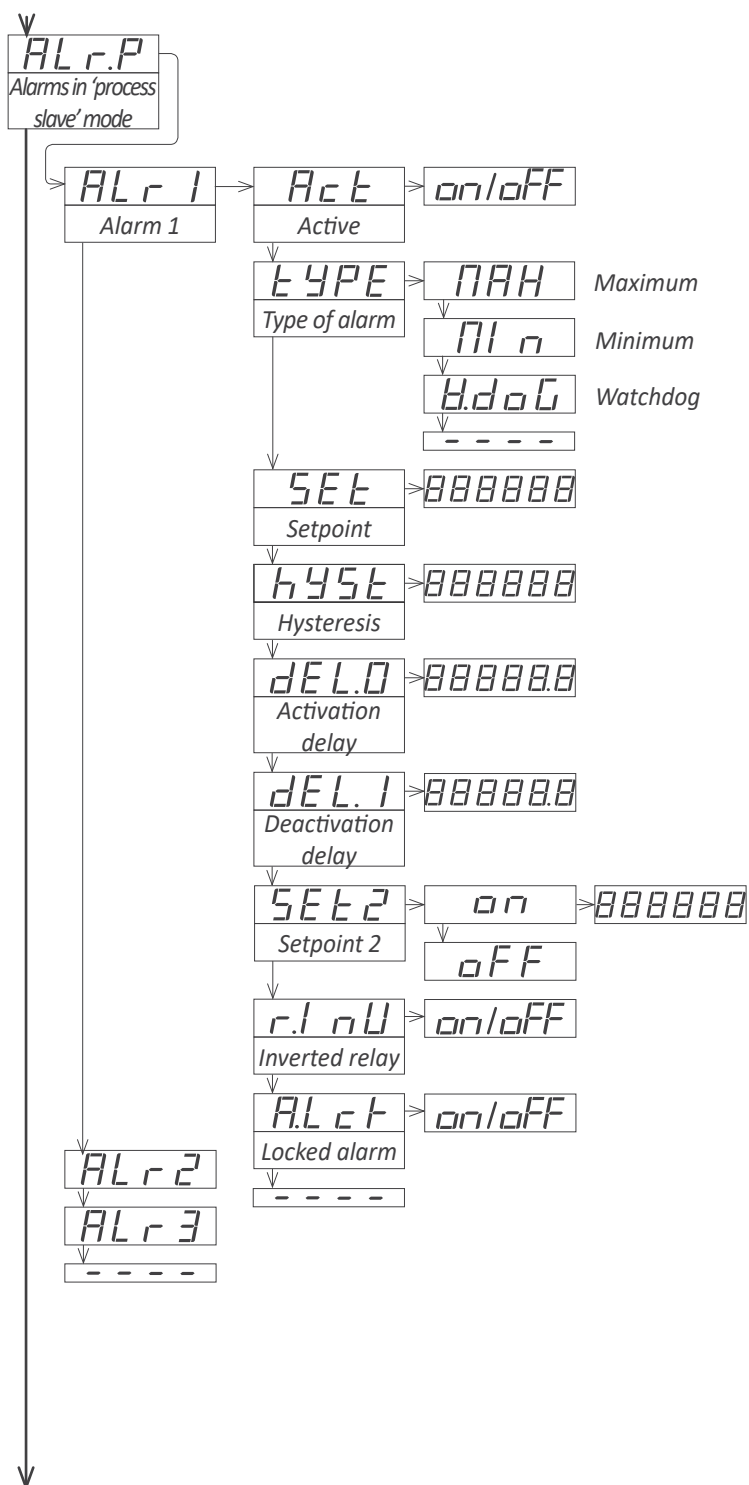 ALr.P
Alarms in ‘process
slave’ mode
ALr 1
Alarm 1
Act
Active
on/oFF
tYPE
Type of alarm
MAX
Maximum
MIn
Minimum
W.doG
Watchdog
----
SEt
Setpoint
888888
hYSt
Hysteresis
888888
dEL.0
Activation
delay
88888.8
dEL.1
Deactivation
delay
88888.8
SEt2
Setpoint 2
on
888888
oFF
r.InV
Inverted relay
on/oFF
A.Lck
Locked alarm
on/oFF
----
ALr2
ALr3
----